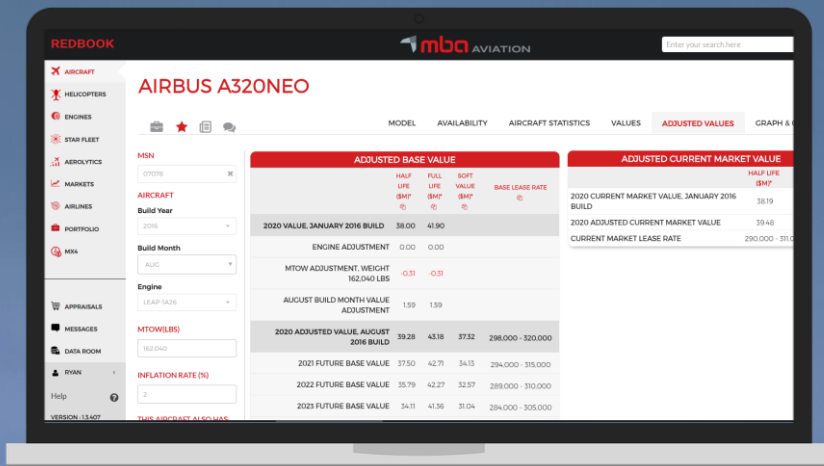 REDBOOK
mba AVIATION
Enter your search here
AIRCRAFT
HELICOPTERS
ENGINES
STAR FLEET
AEROLYTICS
MARKETS
AIRLINES
PORTFOLIO
MX4
APPRAISALS
MESSAGES
DATA ROOM
RYAN
Help
VERSION - 1.3.407
AIRBUS A320NEO
MODEL AVAILABILITY AIRCRAFT STATISTICS VALUES ADJUSTED VALUES GRAPH &
MSN
07079
AIRCRAFT
Build Year
2016
Build Month
AUG
Engine
LEAP-1A26
MTOW(LBS)
162,040
INFLATION RATE (%)
2
THIS AIRCRAFT ALSO HAS:
ADJUSTED BASE VALUE
HALF LIFE ($M)* FULL LIFE ($M)* SOFT VALUE ($M)* BASE LEASE RATE
2020 VALUE, JANUARY 2016 BUILD 38.00 41.90
ENGINE ADJUSTMENT 0.00 0.00
MTOW ADJUSTMENT, WEIGHT
162,040 LBS -0.31 -0.31
AUGUST BUILD MONTH VALUE
ADJUSTMENT 1.59 1.59
2020 ADJUSTED VALUE, AUGUST
2016 BUILD 39.28 43.18 37.32 298,000 - 320,000
2021 FUTURE BASE VALUE 37.50 42.71 34.13 294,000 - 315,000
2022 FUTURE BASE VALUE 35.79 42.27 32.57 289,000 - 310,000
2023 FUTURE BASE VALUE 34.11 41.36 31.04 284,000 - 305,000
ADJUSTED CURRENT MARKET VALUE
HALF LIFE
($M)*
2020 CURRENT MARKET VALUE, JANUARY 2016
BUILD 38.19
2020 ADJUSTED CURRENT MARKET VALUE 39.48
CURRENT MARKET LEASE RATE 290,000 - 311,0